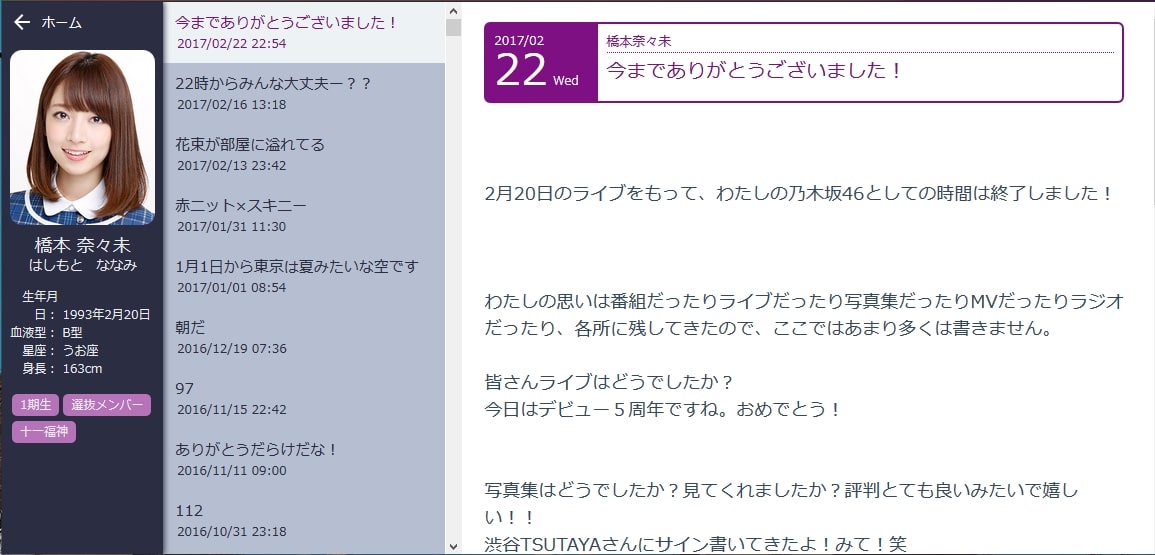 ホーム
橋本 奈々未
はしもと　ななみ
生年月
日： 1993年2月20日
血液型： B型
星座： うお座
身長： 163cm
1期生 選抜メンバー
十一福神
今までありがとうございました！
2017/02/22 22:54
22時からみんな大丈夫ー？？
2017/02/16 13:18
花束が部屋に溢れてる
2017/02/13 23:42
赤ニット×スキニー
2017/01/31 11:30
1月1日から東京は夏みたいな空です
2017/01/01 08:54
朝だ
2016/12/19 07:36
97
2016/11/15 22:42
ありがとうだらけだな！
2016/11/11 09:00
112
2016/10/31 23:18
2017/02
22 Wed
橋本奈々未
今までありがとうございました！
2月20日のライブをもって、わたしの乃木坂46としての時間は終了しました！
わたしの思いは番組だったりライブだったり写真集だったりMVだったりラジオ
だったり、各所に残してきたので、ここではあまり多くは書きません。
皆さんライブはどうでしたか？
今日はデビュー５周年ですね。おめでとう！
写真集はどうでしたか？見てくれましたか？評判とても良いみたいで嬉し
い！！
渋谷TSUTAYAさんにサイン書いてきたよ！みて！笑